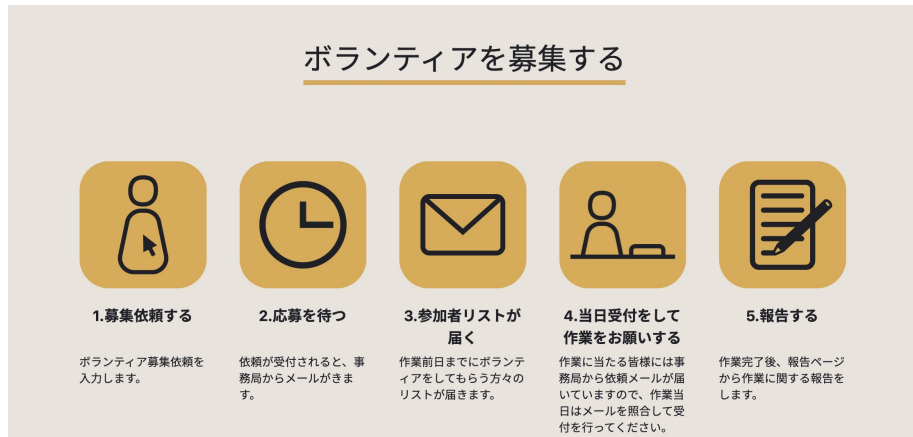 ボランティアを募集する
1.募集依頼する
ボランティア募集依頼を
入力します。
2.応募を待つ
依頼が受付されると、事
務局からメールがきま
す。
3.参加者リストが
届く
作業前日までにボランテ
ィアをしてもらう方々の
リストが届きます。
4.当日受付をして
作業をお願いする
作業に当たる皆様には事
務局から依頼メールが届
いていますので、作業当
日はメールを照合して受
付を行ってください。
5.報告する
作業完了後、報告ページ
から作業に関する報告を
します。